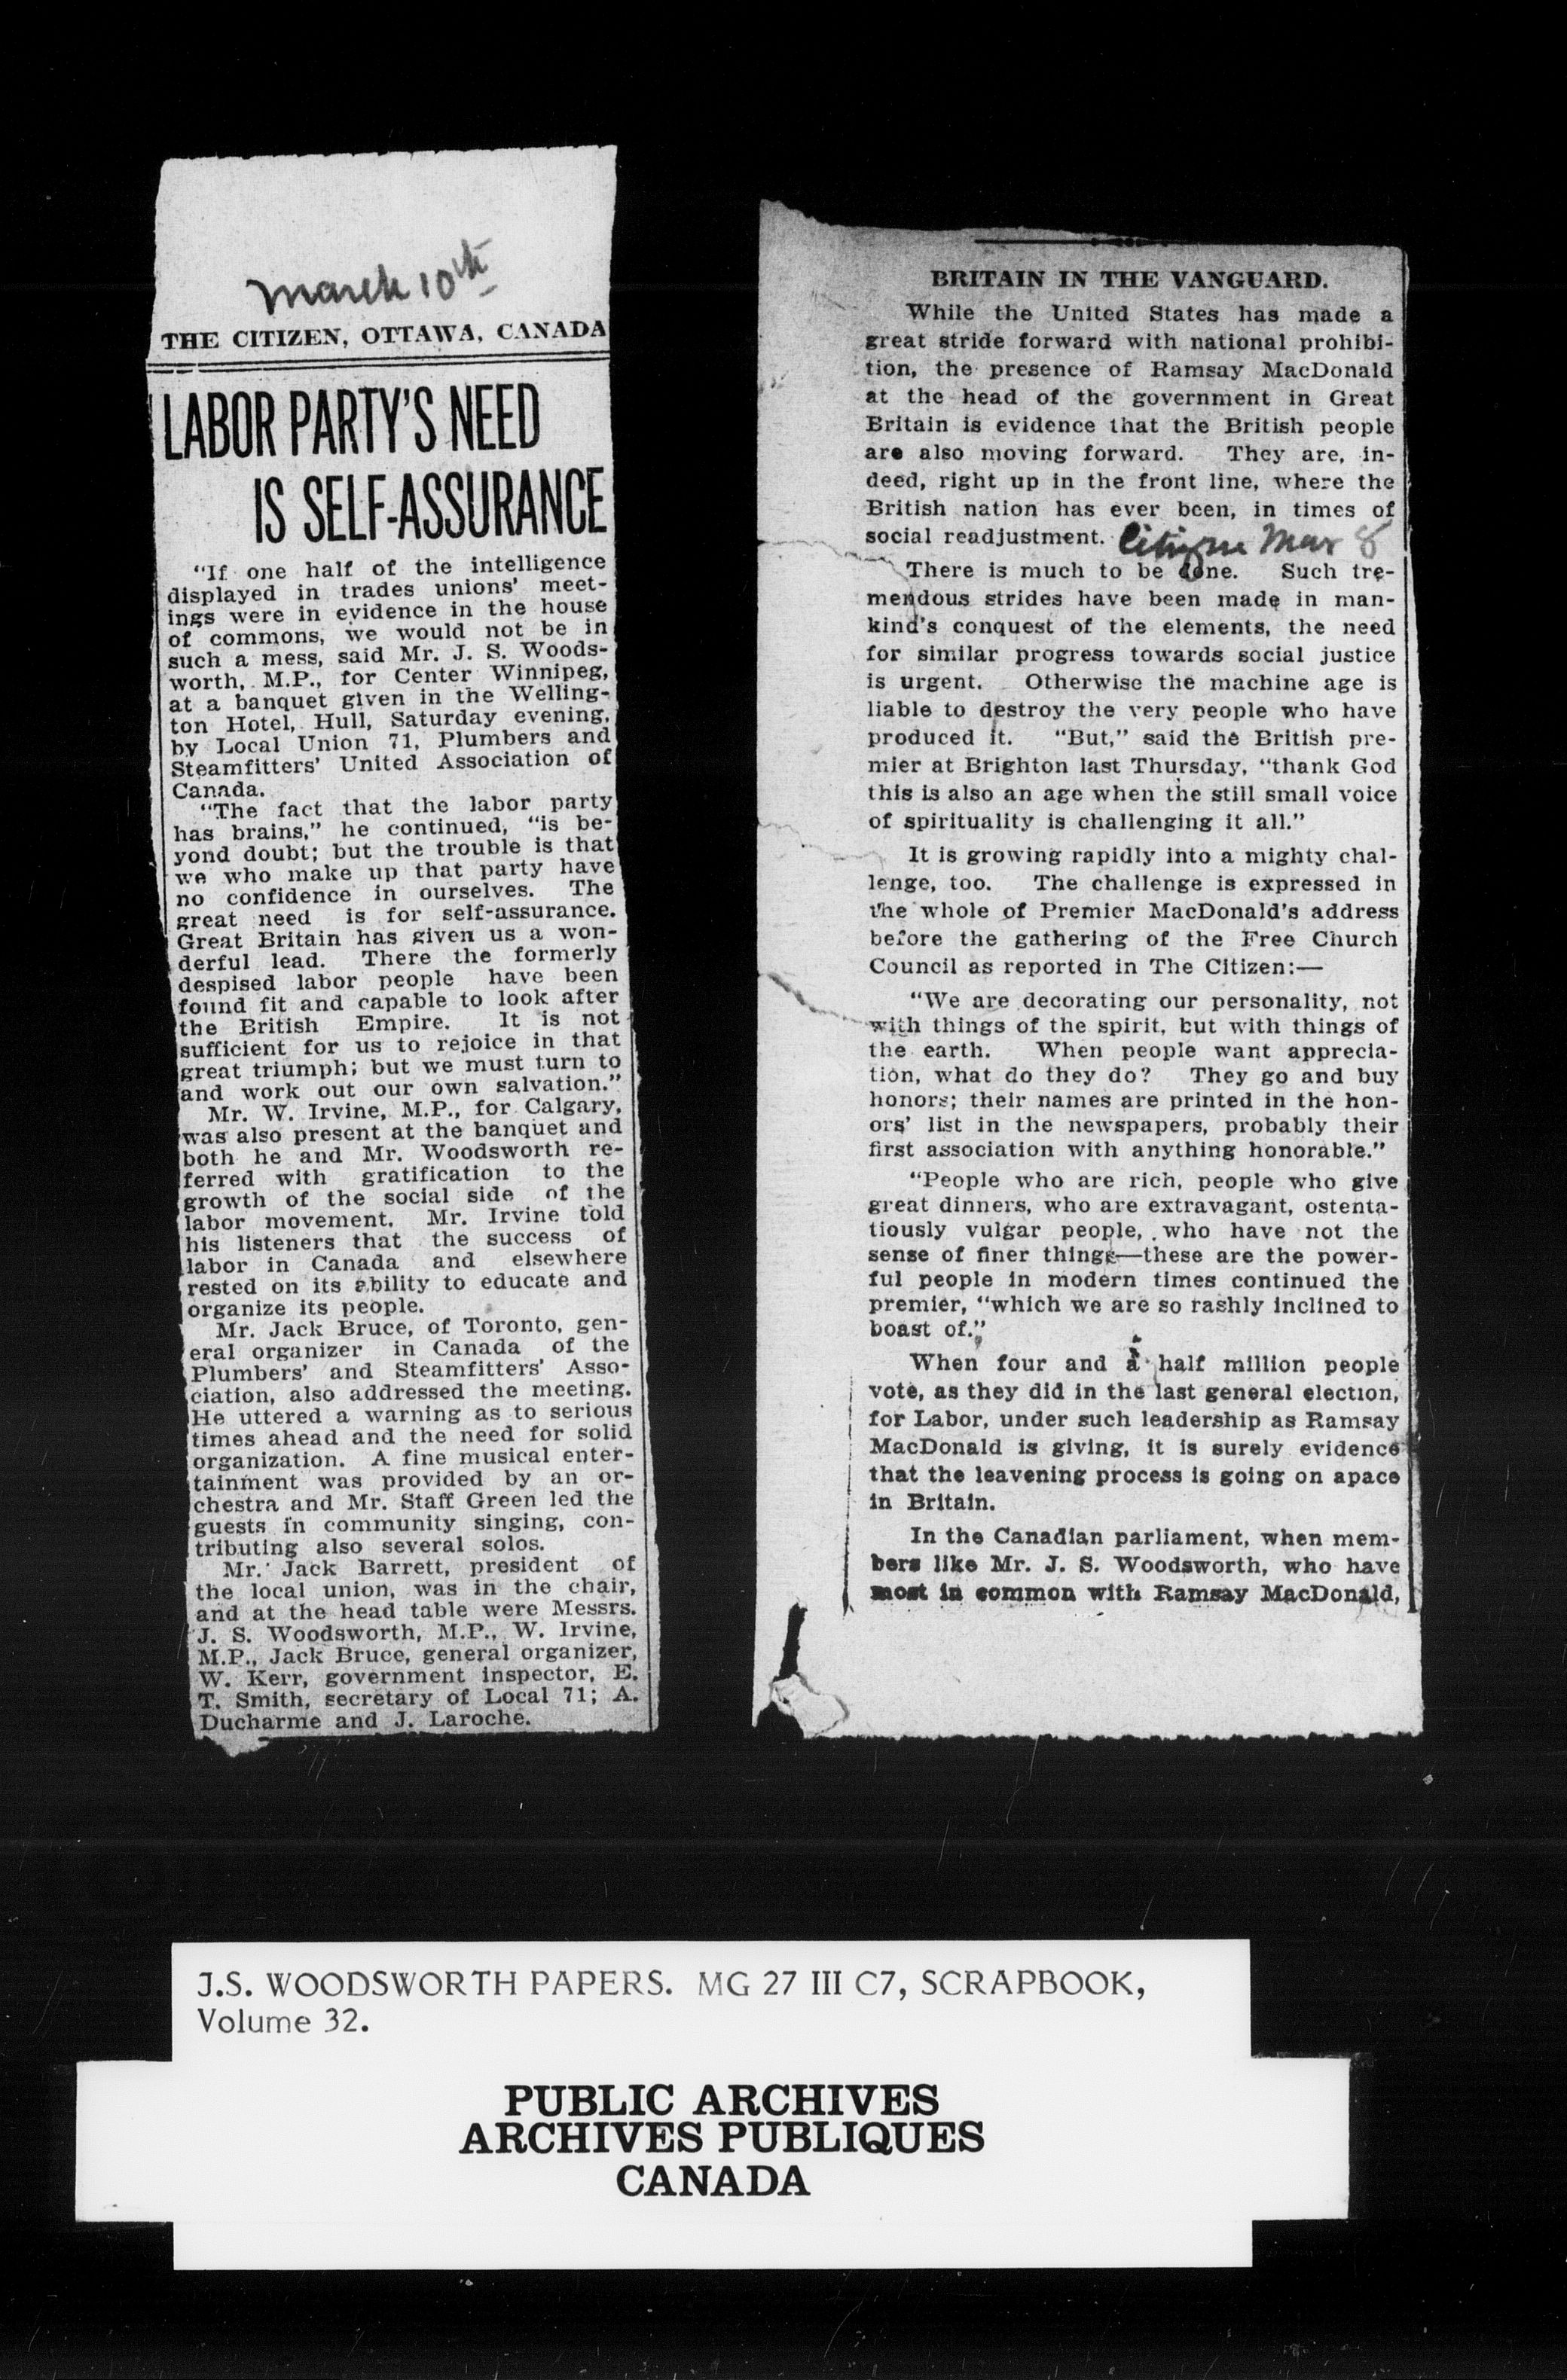 March 10th
THE CITIZEN, OTTAWA, CANADA
LABOR PARTY'S NEED
IS SELF-ASSURANCE
"If one half of the intelligence
displayed in trades unions' meet-
ings were in evidence in the house
of commons, we would not be in
such a mess, said Mr. J. S. Woods-
worth, M.P., for Center Winnipeg,
at a banquet given in the Welling-
ton Hotel, Hull, Saturday evening,
by Local Union 71, Plumbers and
Steamfitters' United Association of
Canada.
"The fact that the labor party
has brains," he continued, "is be-
yond doubt; but the trouble is that
we who make up that party have
no confidence in ourselves. The
great need is for self-assurance.
Great Britain has given us a won-
derful lead. There the formerly
despised labor people have been
found fit and capable to look after
the British Empire. It is not
sufficient for us to rejoice in that
great triumph; but we must turn to
and work out our own salvation."
Mr. W. Irvine, M.P., for Calgary,
was also present at the banquet and
both he and Mr. Woodsworth re-
ferred with gratification to the
growth of the social side of the
labor movement. Mr. Irvine told
his listeners that the success of
labor in Canada and elsewhere
rested on its ability to educate and
organize its people.
Mr. Jack Bruce, of Toronto, gen-
eral organizer in Canada of the
Plumbers' and Steamfitters' Asso-
ciation, also addressed the meeting.
He uttered a warning as to serious
times ahead and the need for solid
organization. A fine musical enter-
tainment was provided by an or-
chestra and Mr. Staff Green led the
guests in community singing, con-
tributing also several solos.
Mr. Jack Barrett, president of
the local union, was in the chair,
and at the head table were Messrs.
J. S. Woodsworth, M.P., W. Irvine,
M.P., Jack Bruce, general organizer,
W. Kerr, government inspector, E.
T. Smith, secretary of Local 71; A.
Ducharme and J. Laroche.
BRITAIN IN THE VANGUARD.
While the United States has made a
great stride forward with national prohibi-
tion, the presence of Ramsay MacDonald
at the head of the government in Great
Britain is evidence that the British people
are also moving forward. They are, in-
deed, right up in the front line, where the
British nation has ever been, in times of
social readjustment. Citizen Mar 8
There is much to be done. Such tre-
mendous strides have been made in man-
kind's conquest of the elements, the need
for similar progress towards social justice
is urgent. Otherwise the machine age is
liable to destroy the very people who have
produced it. "But," said the British pre-
mier at Brighton last Thursday, "thank God
this is also an age when the still small voice
of spirituality is challenging it all."
It is growing rapidly into a mighty chal-
lenge, too. The challenge is expressed in
the whole of Premier MacDonald's address
before the gathering of the Free Church
Council as reported in The Citizen:—
"We are decorating our personality, not
with things of the spirit, but with things of
the earth. When people want apprecia-
tion, what do they do? They go and buy
honors; their names are printed in the hon-
ors' list in the newspapers, probably their
first association with anything honorable."
"People who are rich, people who give
great dinners, who are extravagant, ostenta-
tiously vulgar people, who have not the
sense of finer things—these are the power-
ful people in modern times continued the
premier, "which we are so rashly inclined to
boast of."
When four and a half million people
vote, as they did in the last general election,
for Labor, under such leadership as Ramsay
MacDonald is giving, it is surely evidence
that the leavening process is going on apace
in Britain.
In the Canadian parliament, when mem-
bers like Mr. J. S. Woodsworth, who have
most in common with Ramsay MacDonald,
J.S. WOODSWORTH PAPERS. MG 27 III C7, SCRAPBOOK,
Volume 32.
PUBLIC ARCHIVES
ARCHIVES PUBLIQUES
CANADA